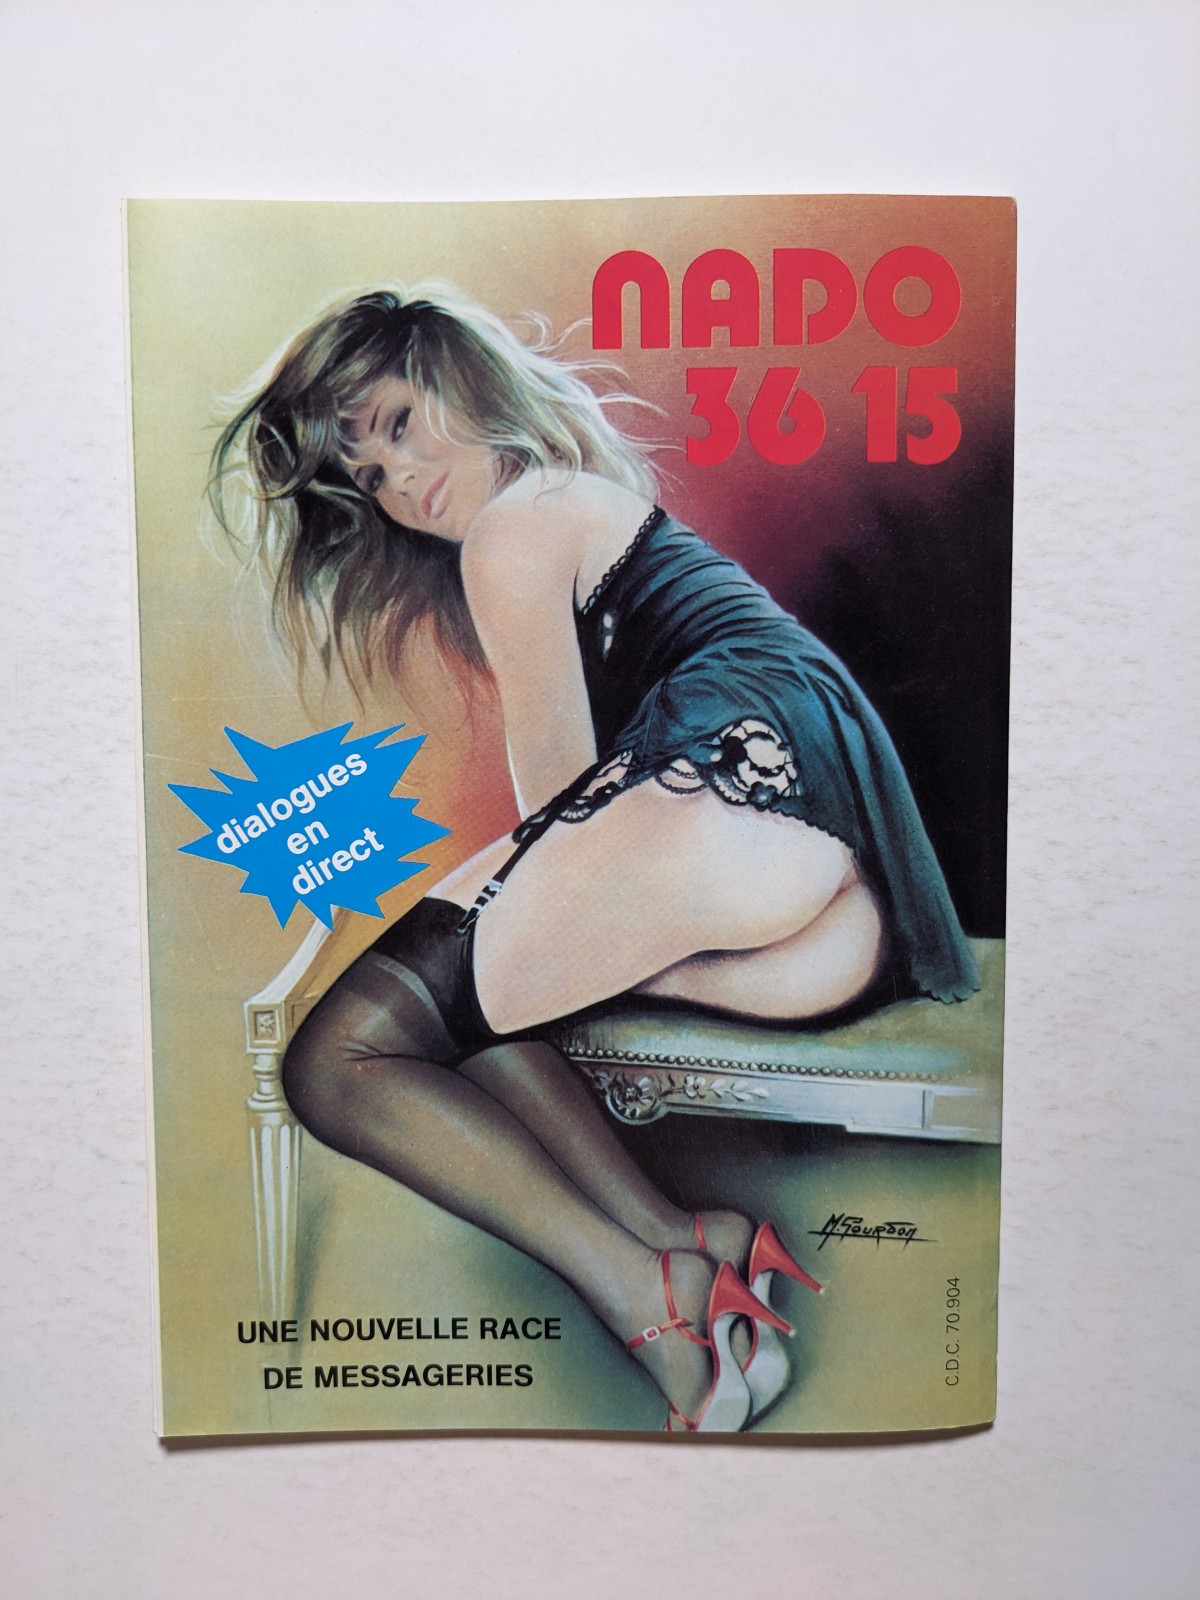 NADO
36 15
dialogues
en
direct
M. Gourdon
C.D.C. 70.904
UNE NOUVELLE RACE
DE MESSAGERIES